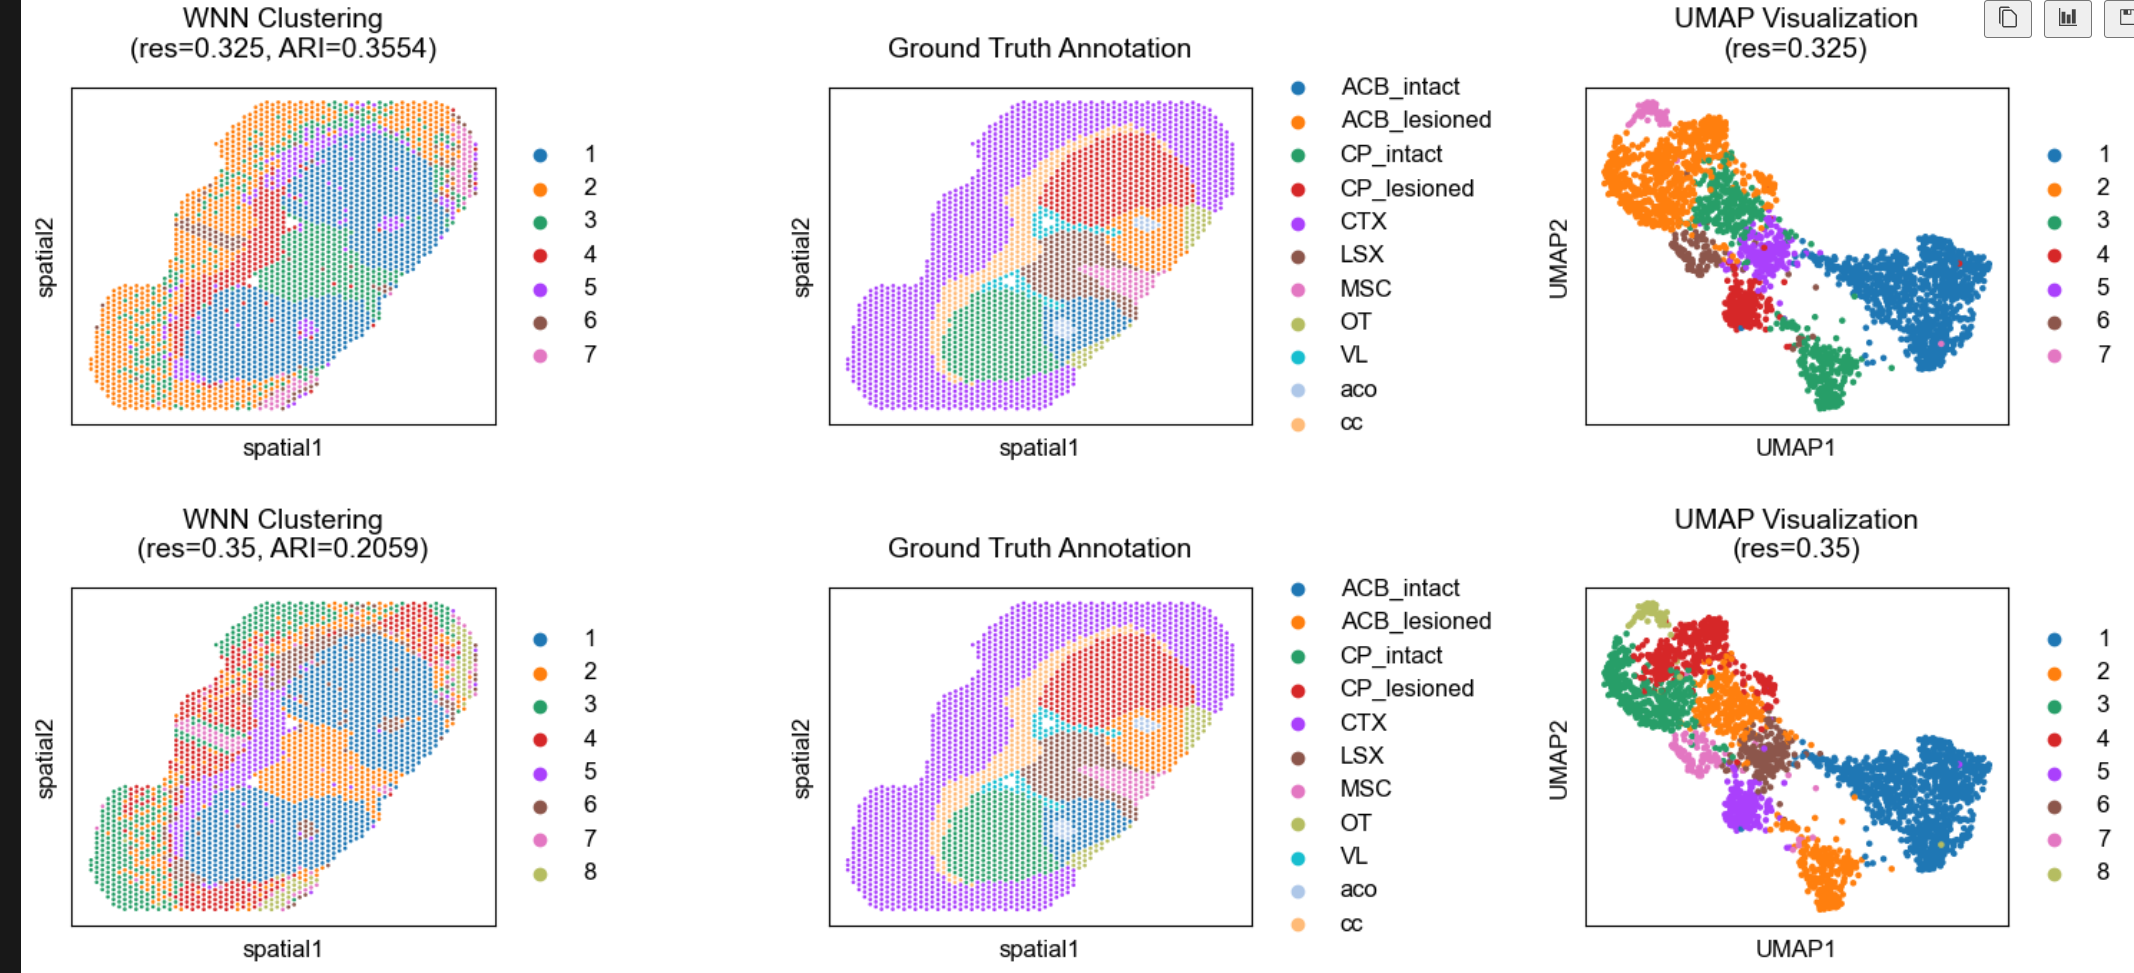 WNN Clustering
(res=0.325, ARI=0.3554)
spatial2
spatial1
1
2
3
4
5
6
7
Ground Truth Annotation
spatial2
spatial1
ACB_intact
ACB_lesioned
CP_intact
CP_lesioned
CTX
LSX
MSC
OT
VL
aco
cc
UMAP Visualization
(res=0.325)
UMAP2
UMAP1
1
2
3
4
5
6
7
WNN Clustering
(res=0.35, ARI=0.2059)
spatial2
spatial1
1
2
3
4
5
6
7
8
Ground Truth Annotation
spatial2
spatial1
ACB_intact
ACB_lesioned
CP_intact
CP_lesioned
CTX
LSX
MSC
OT
VL
aco
cc
UMAP Visualization
(res=0.35)
UMAP2
UMAP1
1
2
3
4
5
6
7
8